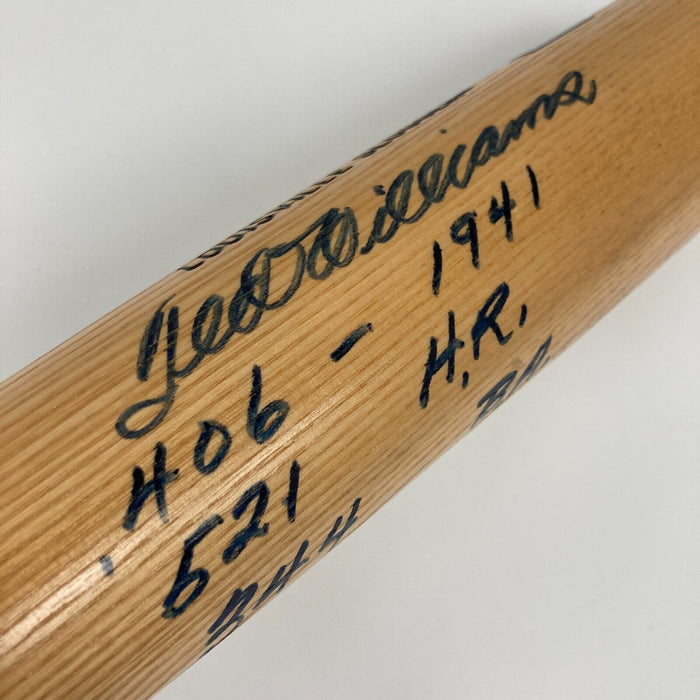 Ted Williams
.406 - 1941
521 H.R.
.344 B.A.